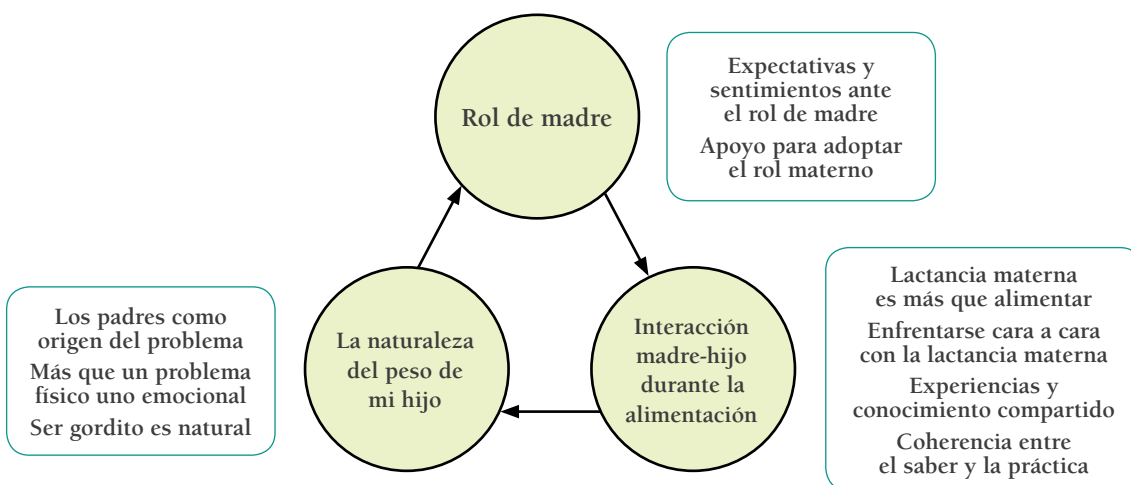 Rol de madre
Expectativas y
sentimientos ante
el rol de madre
Apoyo para adoptar
el rol materno
Los padres como
origen del problema
Más que un problema
físico uno emocional
Ser gordito es natural
La naturaleza
del peso de
mi hijo
Interacción
madre-hijo
durante la
alimentación
Lactancia materna
es más que alimentar
Enfrentarse cara a cara
con la lactancia materna
Experiencias y
conocimiento compartido
Coherencia entre
el saber y la práctica